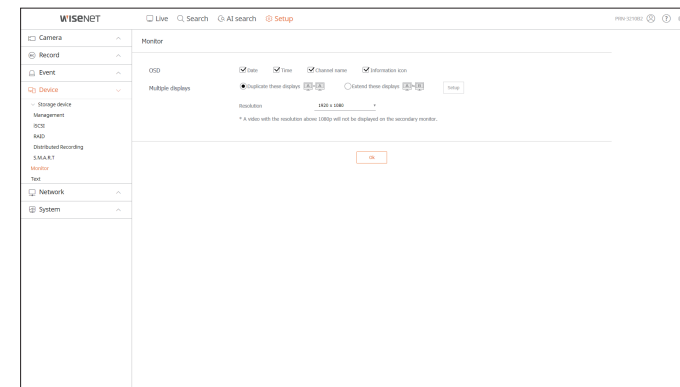 WISENET
Live Search AI search Setup
Camera
Record
Event
Device
Storage device
Management
iSCSI
RAID
Distributed Recording
S.M.A.R.T
Monitor
Text
Network
System
Monitor
OSD Date Time Channel name Information icon
Multiple displays Duplicate these displays A=A Extend these displays A=B Setup
Resolution 1920 x 1080
* A video with the resolution above 1080p will not be displayed on the secondary monitor.
OK